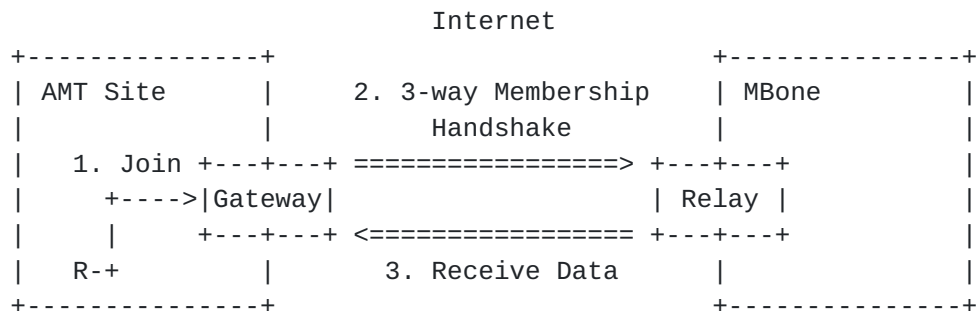 Internet
AMT Site 2. 3-way Membership MBone
Handshake
1. Join
Gateway Relay
R
3. Receive Data